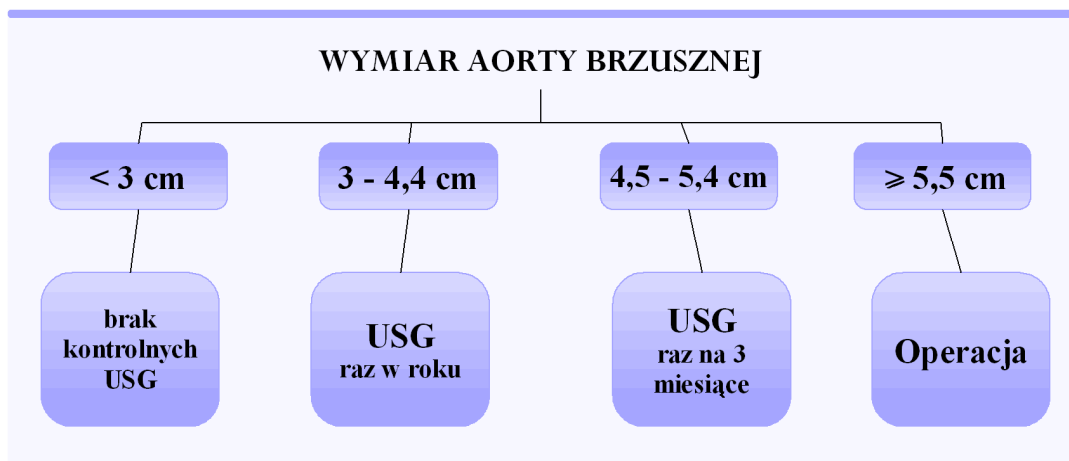 WYMIAR AORTY BRZUSZNEJ
< 3 cm
3 - 4,4 cm
4,5 - 5,4 cm
⩾ 5,5 cm
brak
kontrolnych
USG
USG
raz w roku
USG
raz na 3
miesiące
Operacja